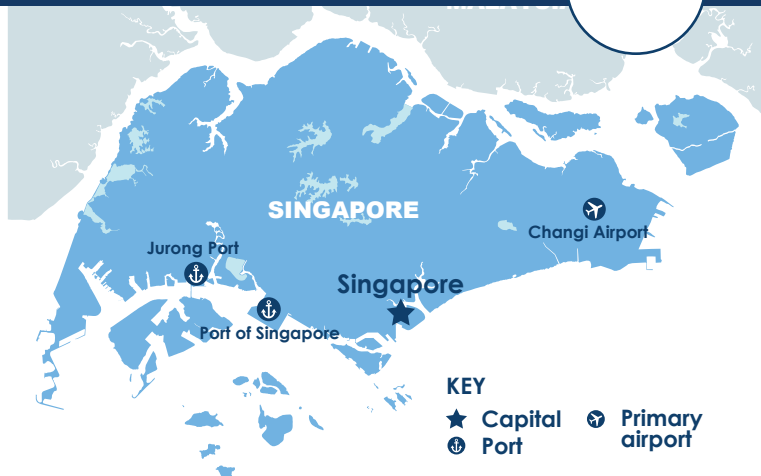 SINGAPORE
Changi Airport
Jurong Port
Singapore
Port of Singapore
KEY
Capital
Port
Primary
airport